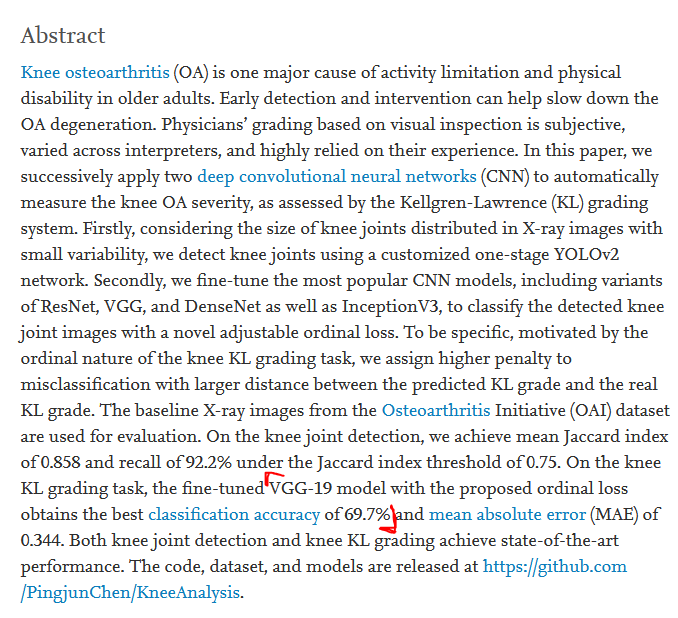 Abstract
Knee osteoarthritis (OA) is one major cause of activity limitation and physical
disability in older adults. Early detection and intervention can help slow down the
OA degeneration. Physicians’ grading based on visual inspection is subjective,
varied across interpreters, and highly relied on their experience. In this paper, we
successively apply two deep convolutional neural networks (CNN) to automatically
measure the knee OA severity, as assessed by the Kellgren-Lawrence (KL) grading
system. Firstly, considering the size of knee joints distributed in X-ray images with
small variability, we detect knee joints using a customized one-stage YOLOv2
network. Secondly, we fine-tune the most popular CNN models, including variants
of ResNet, VGG, and DenseNet as well as InceptionV3, to classify the detected knee
joint images with a novel adjustable ordinal loss. To be specific, motivated by the
ordinal nature of the knee KL grading task, we assign higher penalty to
misclassification with larger distance between the predicted KL grade and the real
KL grade. The baseline X-ray images from the Osteoarthritis Initiative (OAI) dataset
are used for evaluation. On the knee joint detection, we achieve mean Jaccard index
of 0.858 and recall of 92.2% under the Jaccard index threshold of 0.75. On the knee
KL grading task, the fine-tuned VGG-19 model with the proposed ordinal loss
obtains the best classification accuracy of 69.7% and mean absolute error (MAE) of
0.344. Both knee joint detection and knee KL grading achieve state-of-the-art
performance. The code, dataset, and models are released at https://github.com
/PingjunChen/KneeAnalysis.